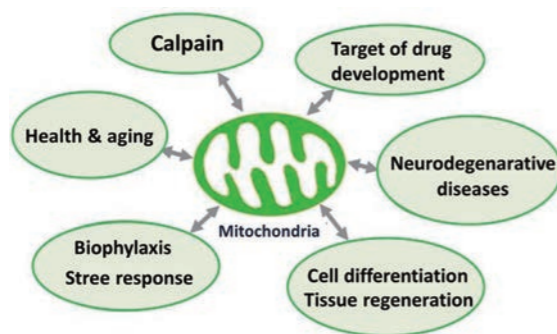 Calpain
Target of drug
development
Health & aging
Neurodegenarative
diseases
Mitochondria
Biophylaxis
Stree response
Cell differentiation
Tissue regeneration